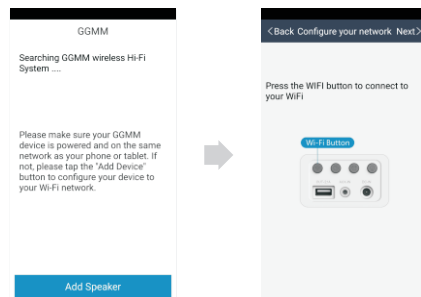 GGMM
Searching GGMM wireless Hi-Fi
System ....
Please make sure your GGMM
device is powered and on the same
network as your phone or tablet. If
not, please tap the "Add Device"
button to configure your device to
your Wi-Fi network.
Add Speaker
<Back Configure your network Next>
Press the WIFI button to connect to
your WiFi
Wi-Fi Button